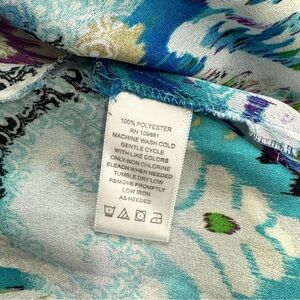 100% POLYESTER
RN 109881
MACHINE WASH COLD
GENTLE CYCLE
WITH LIKE COLORS
ONLY-NON CHLORINE
BLEACH WHEN NEEDED
TUMBLE DRY LOW
REMOVE PROMPTLY
LOW IRON
AS NEEDED